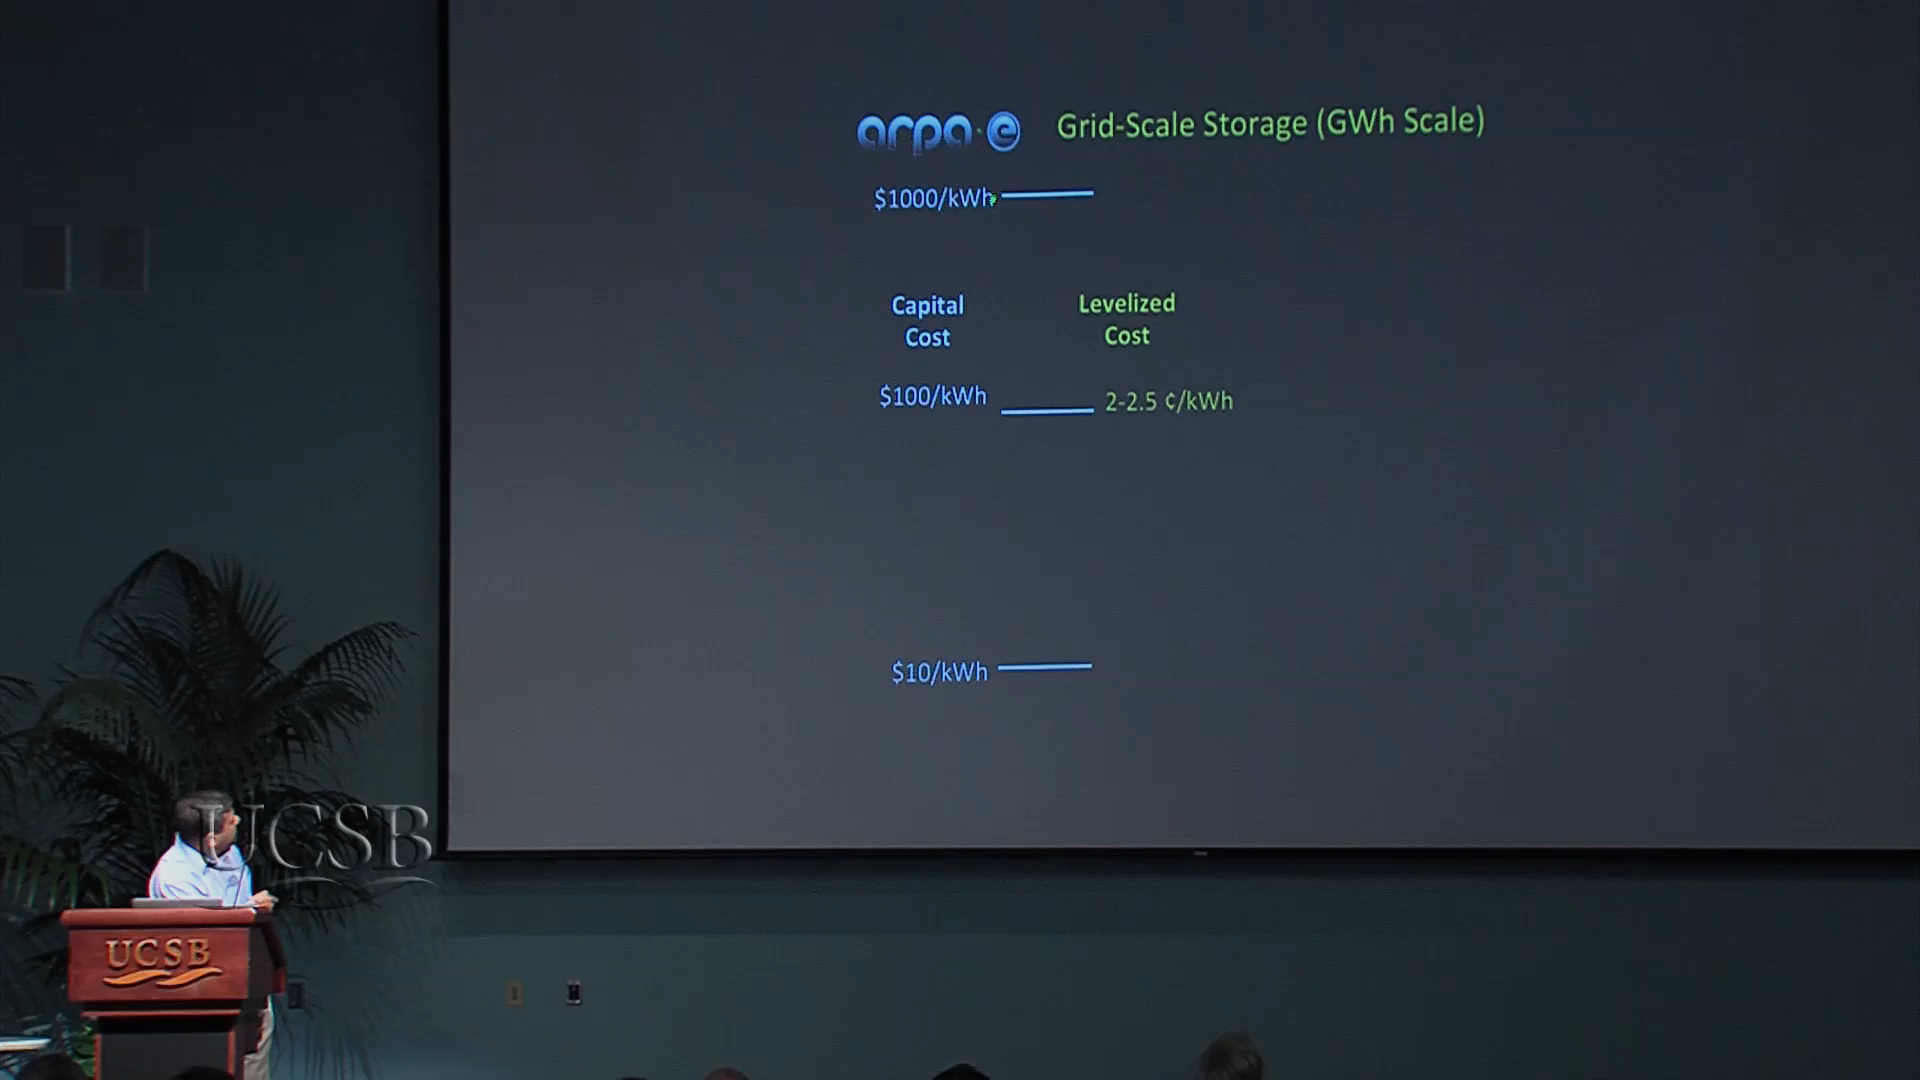 arpa·e Grid-Scale Storage (GWh Scale)
$1000/kWh
Capital Cost
Levelized Cost
$100/kWh 2-2.5 ¢/kWh
$10/kWh
UCSB
UCSB